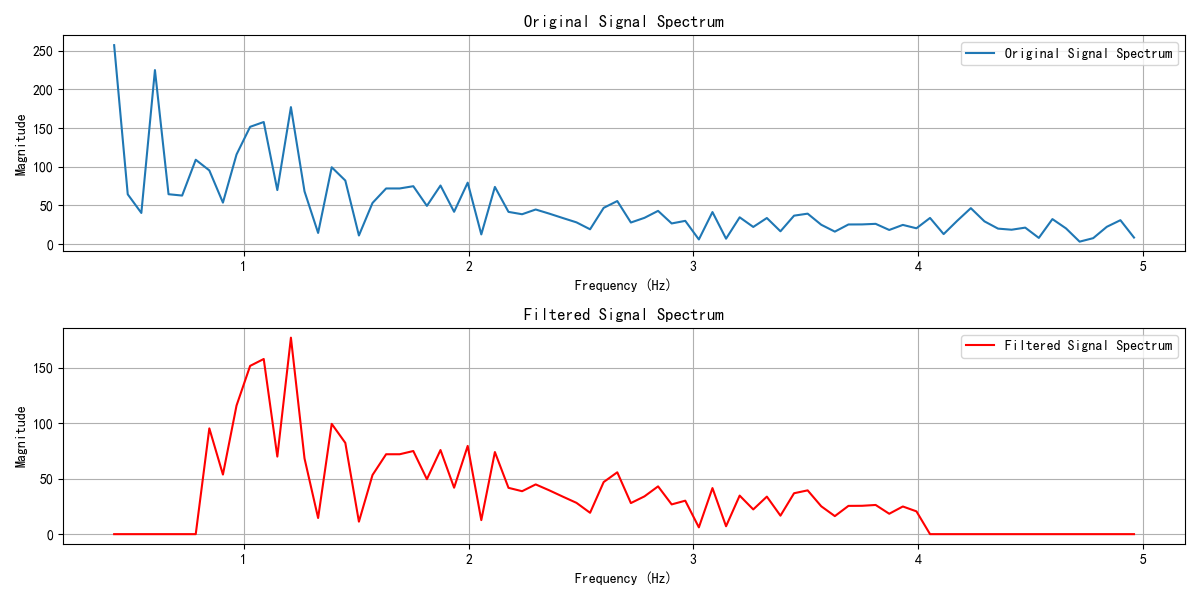 Original Signal Spectrum
Original Signal Spectrum
Magnitude
250
200
150
100
50
0
1
2
3
4
5
Frequency (Hz)
Filtered Signal Spectrum
Filtered Signal Spectrum
Magnitude
150
100
50
0
1
2
3
4
5
Frequency (Hz)